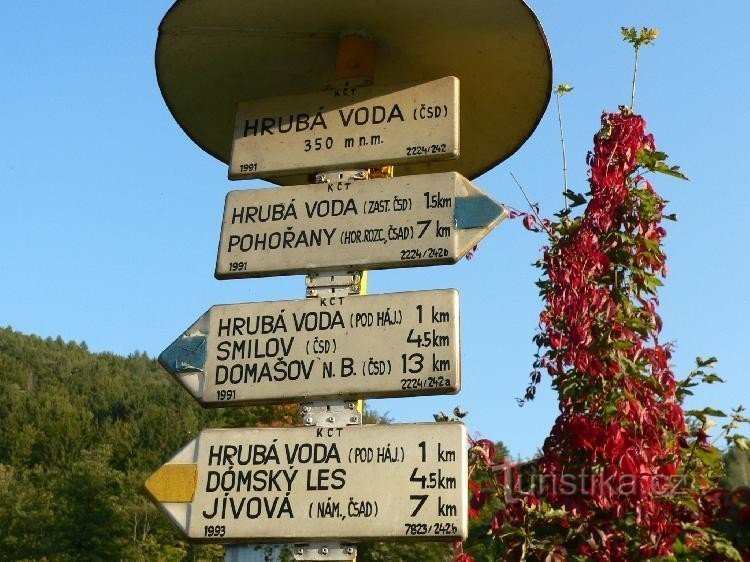 KČT
HRUBÁ VODA (ČSD)
350 m n.m.
1991 2224/242
KČT
HRUBÁ VODA (ZAST. ČSD) 1.5 km
POHOŘANY (HOR. ROZC., ČSAD) 7 km
1991 2224/242b
KČT
HRUBÁ VODA (POD HÁJ.) 1 km
SMILOV (ČSD) 4.5 km
DOMAŠOV N. B. (ČSD) 13 km
1991 2224/242a
KČT
HRUBÁ VODA (POD HÁJ.) 1 km
DÓMSKÝ LES 4.5 km
JÍVOVÁ (NÁM., ČSAD) 7 km
1993 7823/242b
Turistika.cz